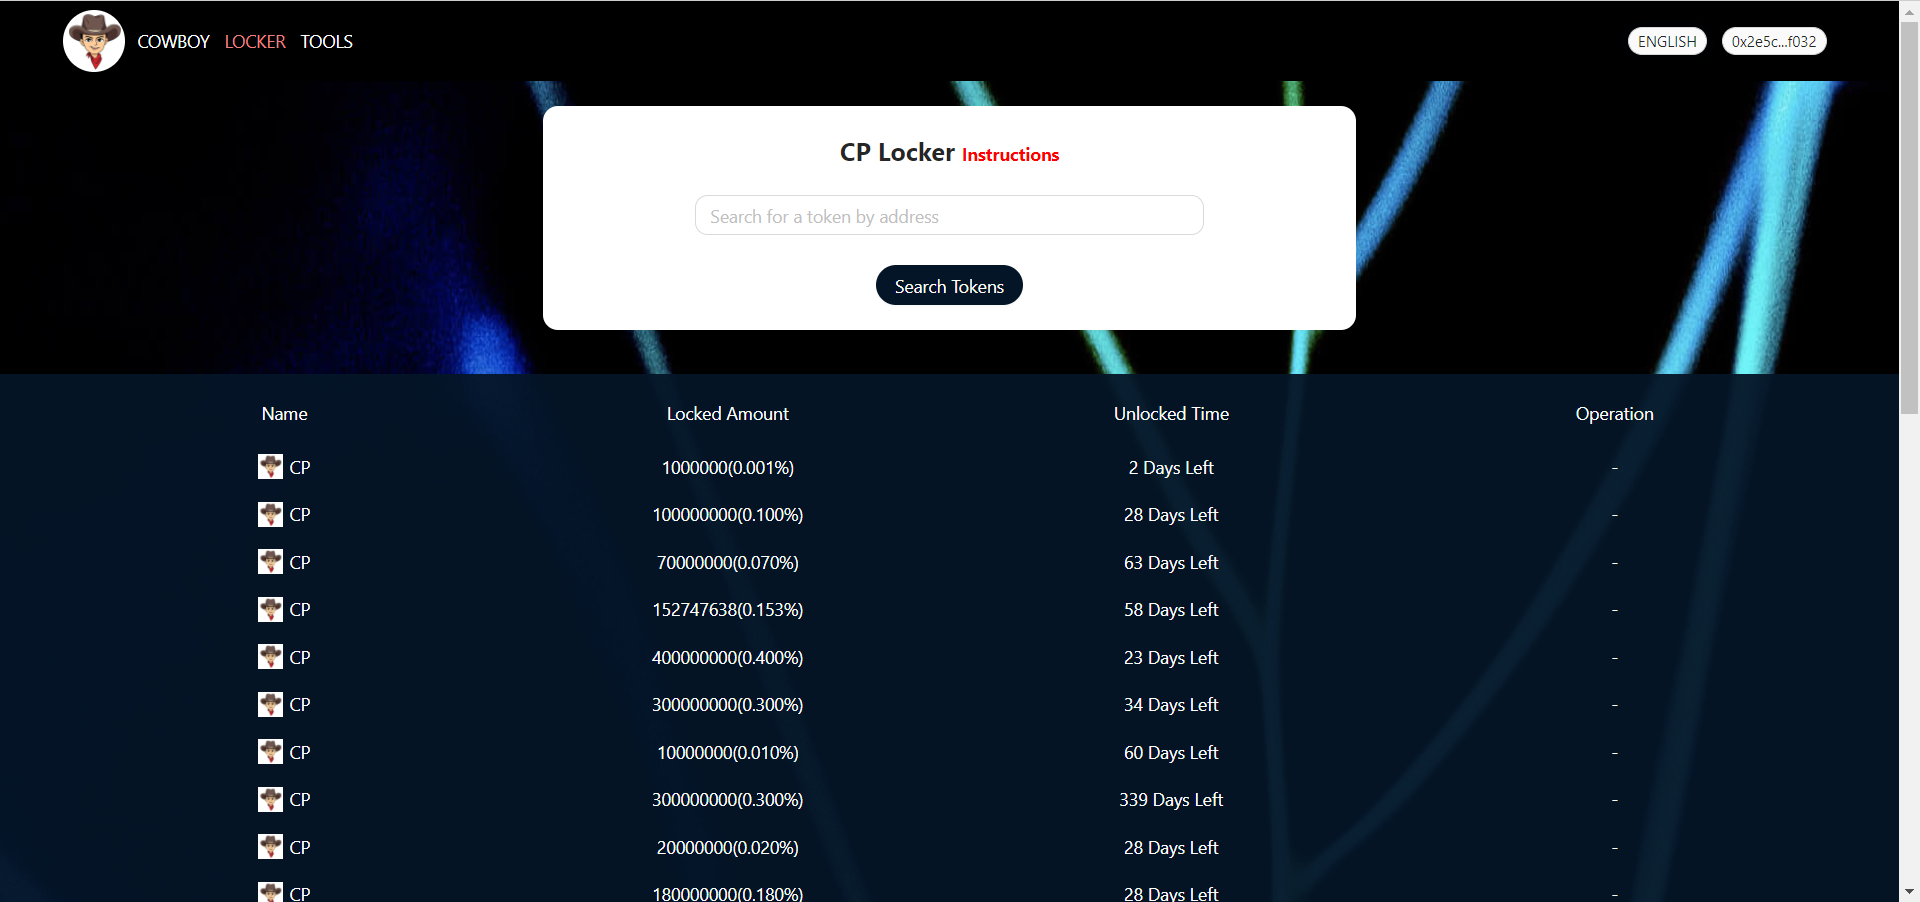 COWBOY LOCKER TOOLS ENGLISH 0x2e5c...f032
CP Locker Instructions
Search for a token by address
Search Tokens
Name Locked Amount Unlocked Time Operation
CP 1000000(0.001%) 2 Days Left -
CP 100000000(0.100%) 28 Days Left -
CP 70000000(0.070%) 63 Days Left -
CP 152747638(0.153%) 58 Days Left -
CP 400000000(0.400%) 23 Days Left -
CP 300000000(0.300%) 34 Days Left -
CP 10000000(0.010%) 60 Days Left -
CP 300000000(0.300%) 339 Days Left -
CP 20000000(0.020%) 28 Days Left -
CP 180000000(0.180%) 28 Days Left -